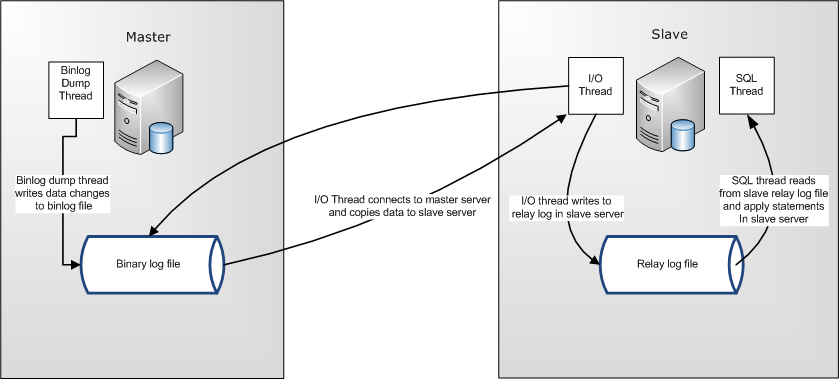 Master
Binlog
Dump
Thread
Binlog dump thread
writes data changes
to binlog file
Binary log file
I/O Thread connects to master server
and copies data to slave server
Slave
I/O
Thread
SQL
Thread
I/O thread writes to
relay log in slave server
SQL thread reads
from slave relay log file
and apply statements
In slave server
Relay log file